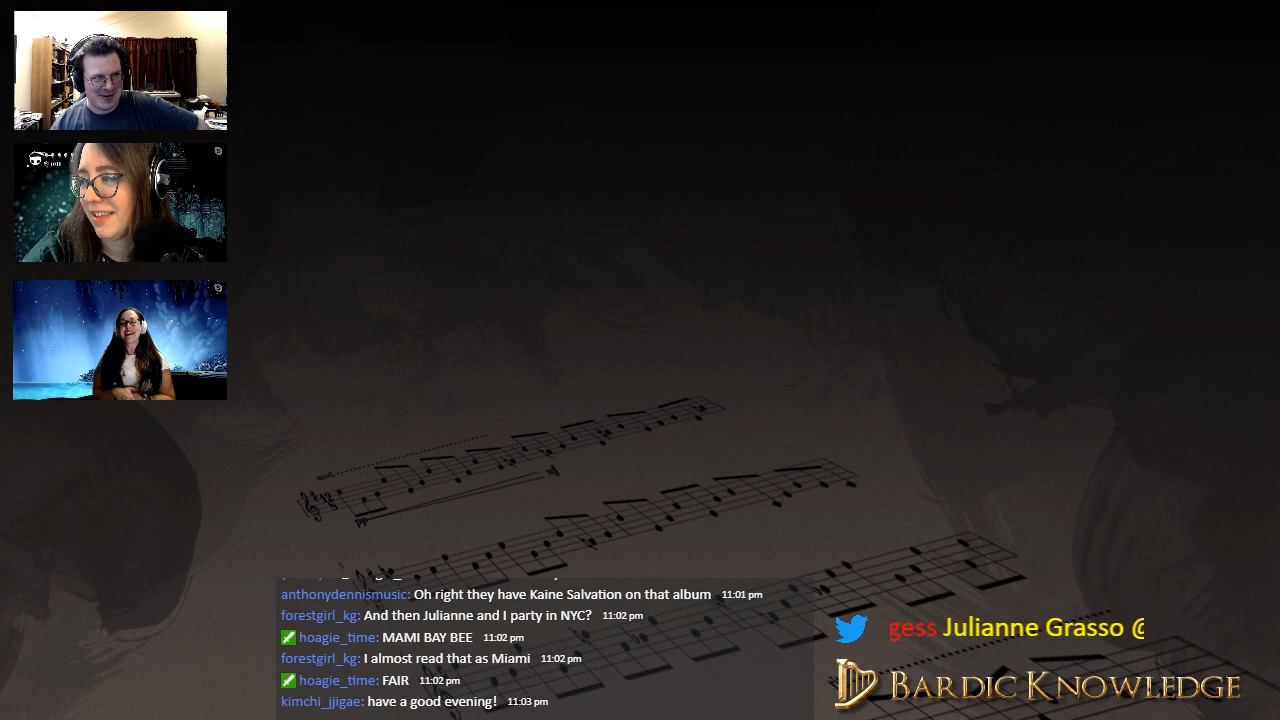 anthonydennismusic: Oh right they have Kaine Salvation on that album 11:01 pm
forestgirl_kg: And then Julianne and I party in NYC? 11:02 pm
hoagie_time: MAMI BAY BEE 11:02 pm
forestgirl_kg: I almost read that as Miami 11:02 pm
hoagie_time: FAIR 11:02 pm
kimchi_jjigae: have a good evening! 11:03 pm
gess Julianne Grasso @
BARDIC KNOWLEDGE
pp